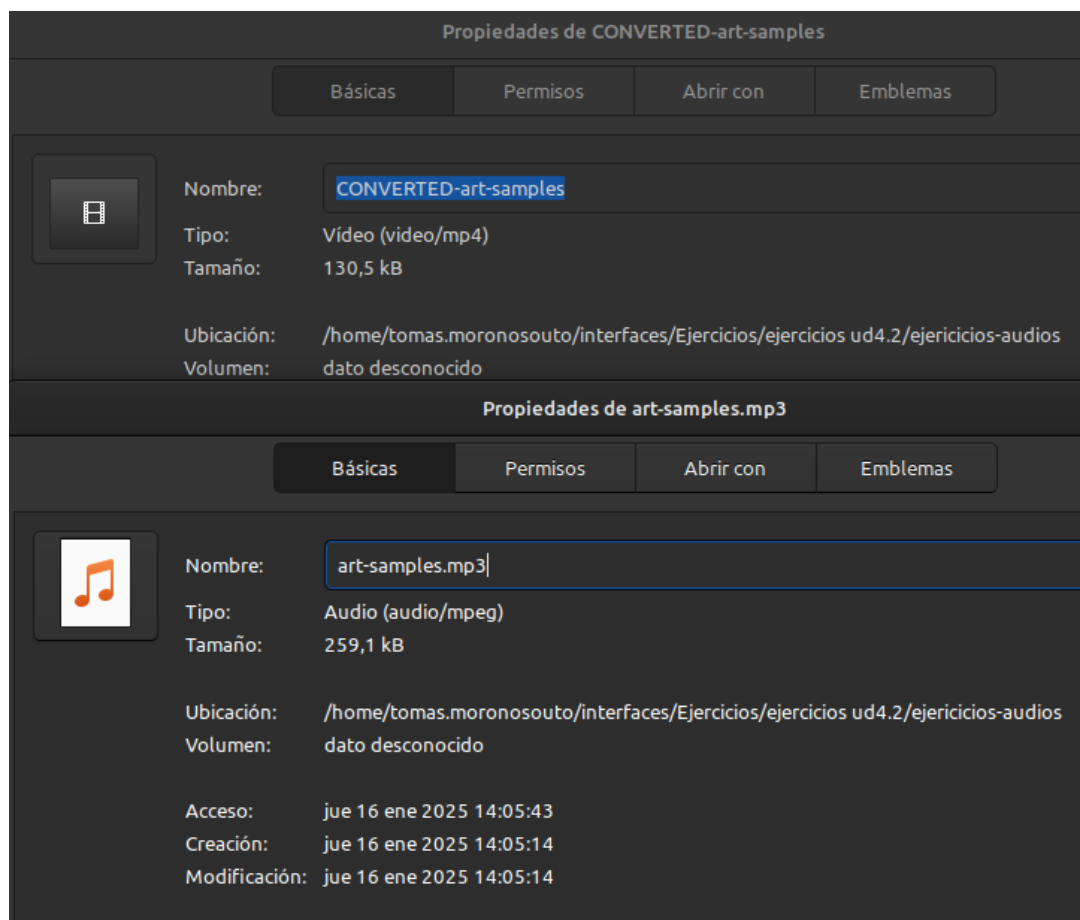 Propiedades de CONVERTED-art-samples
Básicas Permisos Abrir con Emblemas
Nombre: CONVERTED-art-samples
Tipo: Vídeo (video/mp4)
Tamaño: 130,5 kB
Ubicación: /home/tomas.moronosouto/interfaces/Ejercicios/ejercicios ud4.2/ejericicios-audios
Volumen: dato desconocido
Propiedades de art-samples.mp3
Básicas Permisos Abrir con Emblemas
Nombre: art-samples.mp3
Tipo: Audio (audio/mpeg)
Tamaño: 259,1 kB
Ubicación: /home/tomas.moronosouto/interfaces/Ejercicios/ejercicios ud4.2/ejericicios-audios
Volumen: dato desconocido
Acceso: jue 16 ene 2025 14:05:43
Creación: jue 16 ene 2025 14:05:14
Modificación: jue 16 ene 2025 14:05:14